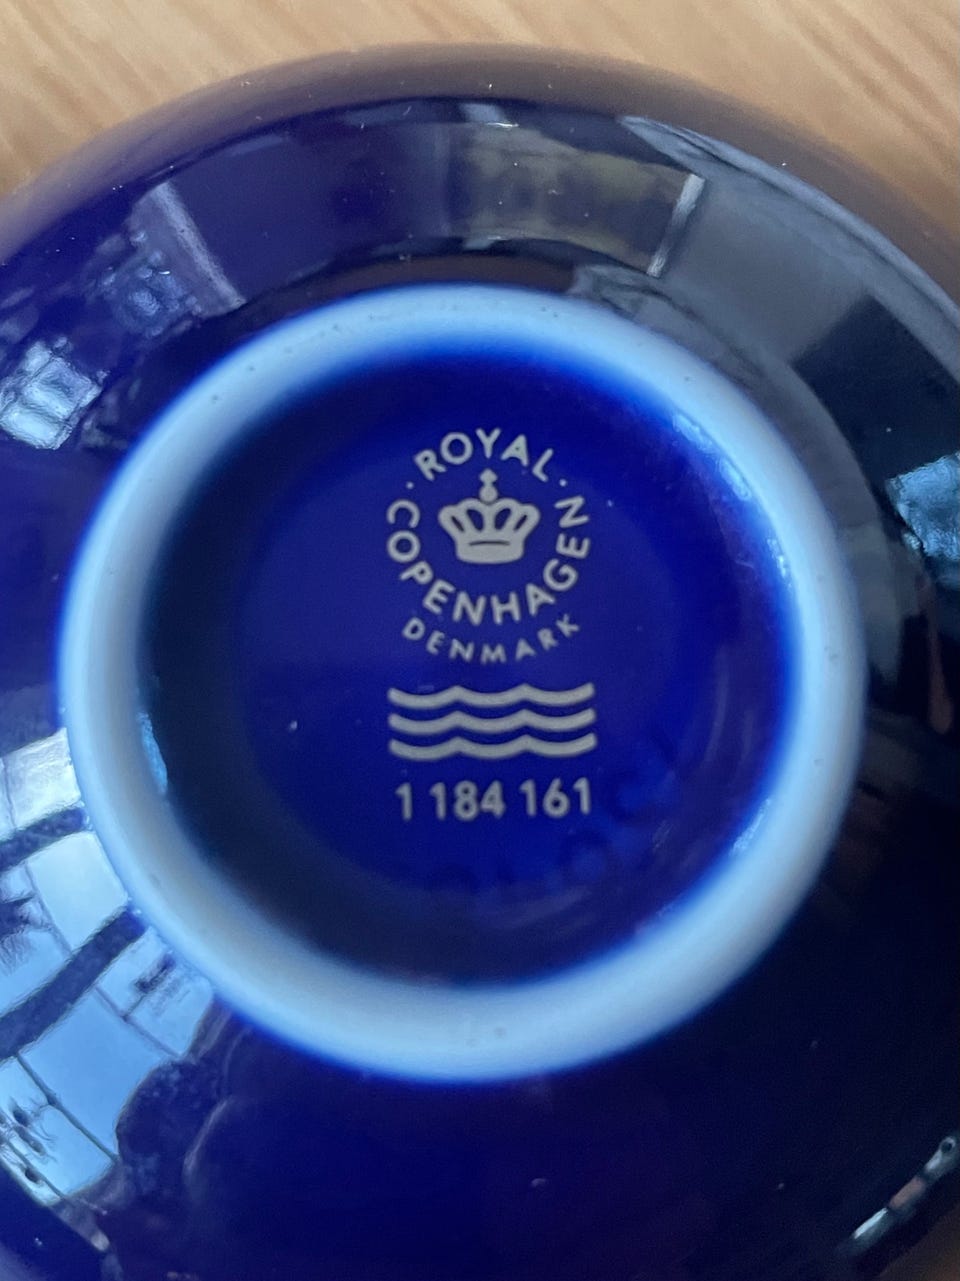 ROYAL
COPENHAGEN
DENMARK
1 184 161